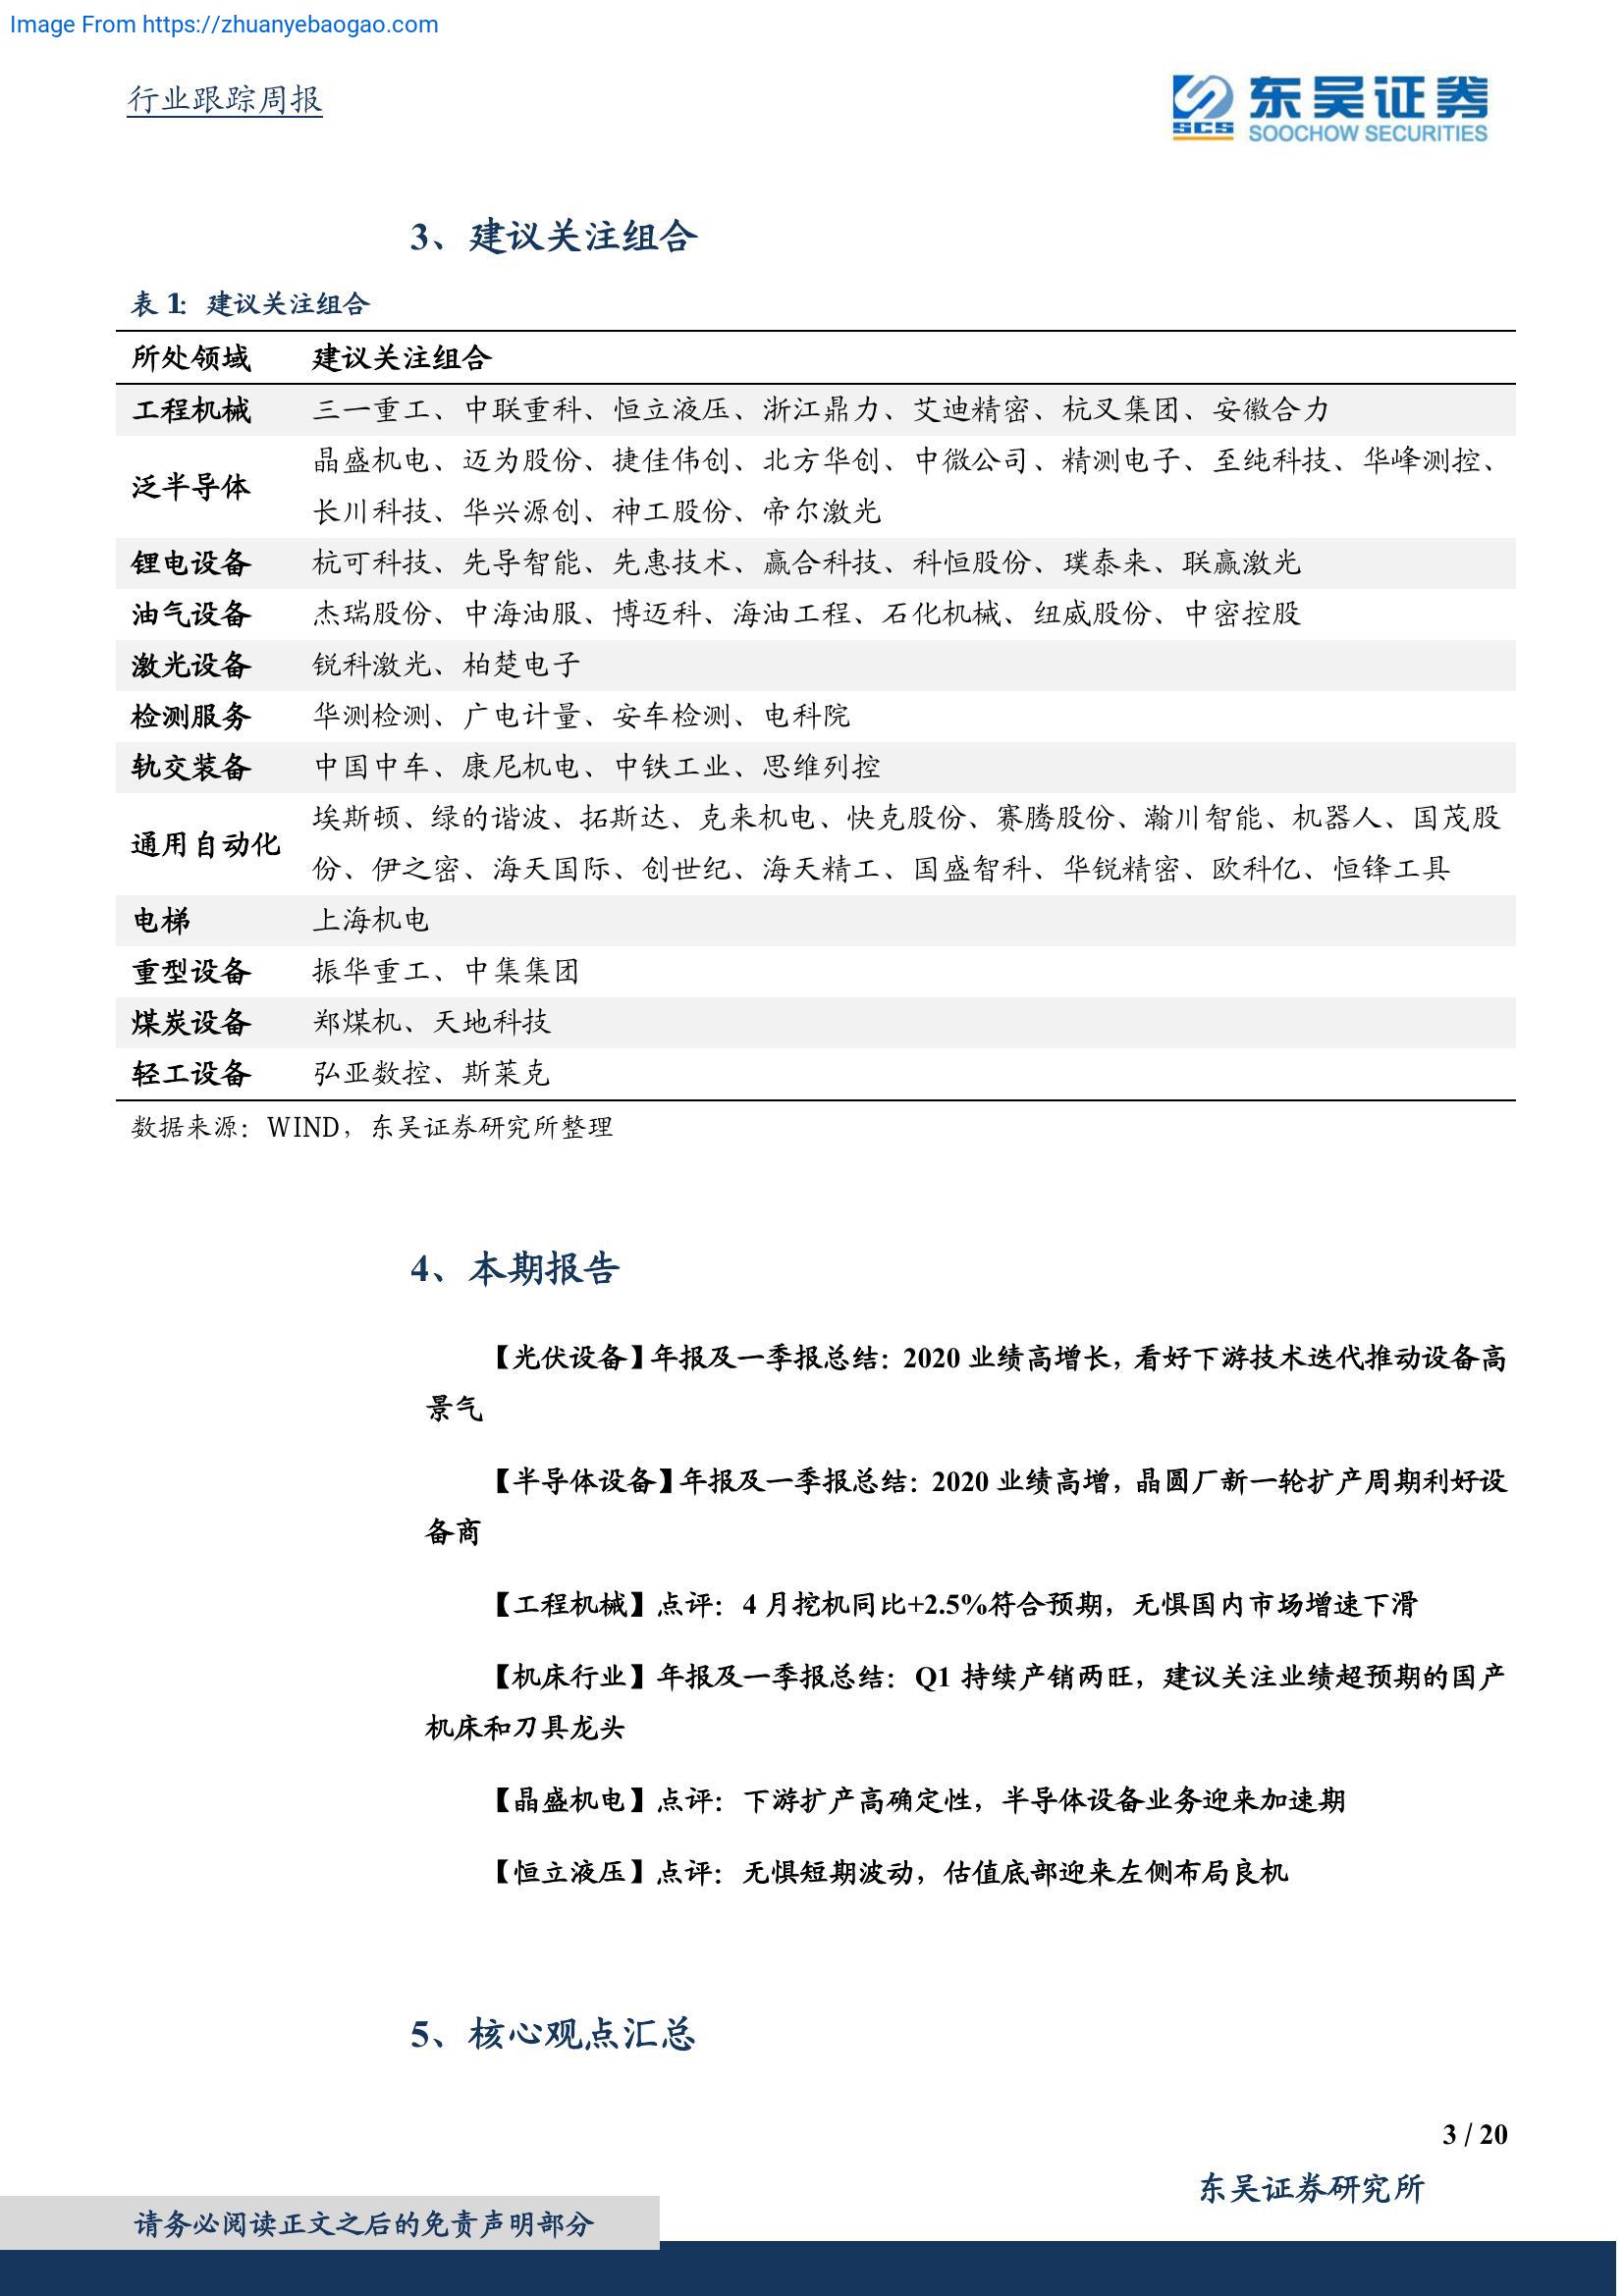 Image From https://zhuanyebaogao.com
行业跟踪周报
东吴证券
SCS
SOOCHOW SECURITIES
3、建议关注组合
表 1：建议关注组合
所处领域 建议关注组合
工程机械 三一重工、中联重科、恒立液压、浙江鼎力、艾迪精密、杭叉集团、安徽合力
泛半导体 晶盛机电、迈为股份、捷佳伟创、北方华创、中微公司、精测电子、至纯科技、华峰测控、
长川科技、华兴源创、神工股份、帝尔激光
锂电设备 杭可科技、先导智能、先惠技术、赢合科技、科恒股份、璞泰来、联赢激光
油气设备 杰瑞股份、中海油服、博迈科、海油工程、石化机械、纽威股份、中密控股
激光设备 锐科激光、柏楚电子
检测服务 华测检测、广电计量、安车检测、电科院
轨交装备 中国中车、康尼机电、中铁工业、思维列控
通用自动化 埃斯顿、绿的谐波、拓斯达、克来机电、快克股份、赛腾股份、瀚川智能、机器人、国茂股
份、伊之密、海天国际、创世纪、海天精工、国盛智科、华锐精密、欧科亿、恒锋工具
电梯 上海机电
重型设备 振华重工、中集集团
煤炭设备 郑煤机、天地科技
轻工设备 弘亚数控、斯莱克
数据来源：WIND，东吴证券研究所整理
4、本期报告
【光伏设备】年报及一季报总结：2020 业绩高增长，看好下游技术迭代推动设备高
景气
【半导体设备】年报及一季报总结：2020 业绩高增，晶圆厂新一轮扩产周期利好设
备商
【工程机械】点评：4 月挖机同比+2.5%符合预期，无惧国内市场增速下滑
【机床行业】年报及一季报总结：Q1 持续产销两旺，建议关注业绩超预期的国产
机床和刀具龙头
【晶盛机电】点评：下游扩产高确定性，半导体设备业务迎来加速期
【恒立液压】点评：无惧短期波动，估值底部迎来左侧布局良机
5、核心观点汇总
3 / 20
东吴证券研究所
请务必阅读正文之后的免责声明部分